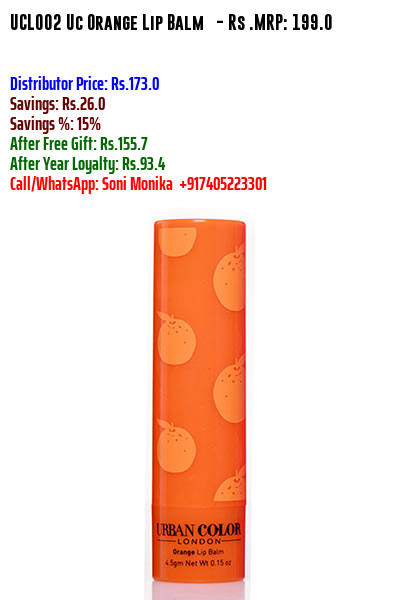 UCL002 Uc Orange Lip Balm - Rs .MRP: 199.0
Distributor Price: Rs.173.0
Savings: Rs.26.0
Savings %: 15%
After Free Gift: Rs.155.7
After Year Loyalty: Rs.93.4
Call/WhatsApp: Soni Monika +917405223301
URBAN COLOR
LONDON
Orange Lip Balm
4.5gm Net Wt 0.15 oz